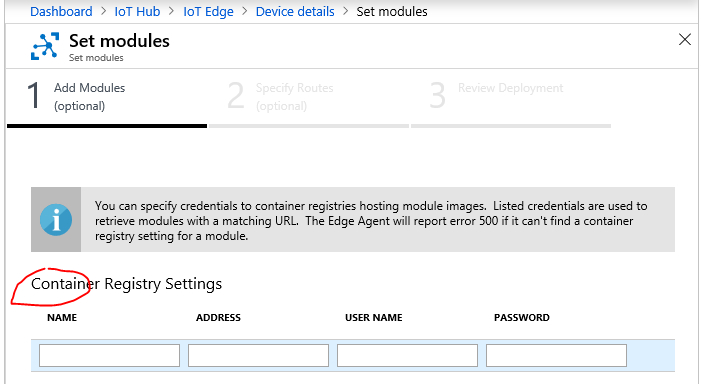 Dashboard > IoT Hub > IoT Edge > Device details > Set modules
Set modules
Set modules
1 Add Modules
(optional)
2 Specify Routes
(optional)
3 Review Deployment
You can specify credentials to container registries hosting module images. Listed credentials are used to
retrieve modules with a matching URL. The Edge Agent will report error 500 if it can't find a container
registry setting for a module.
Container Registry Settings
NAME ADDRESS USER NAME PASSWORD